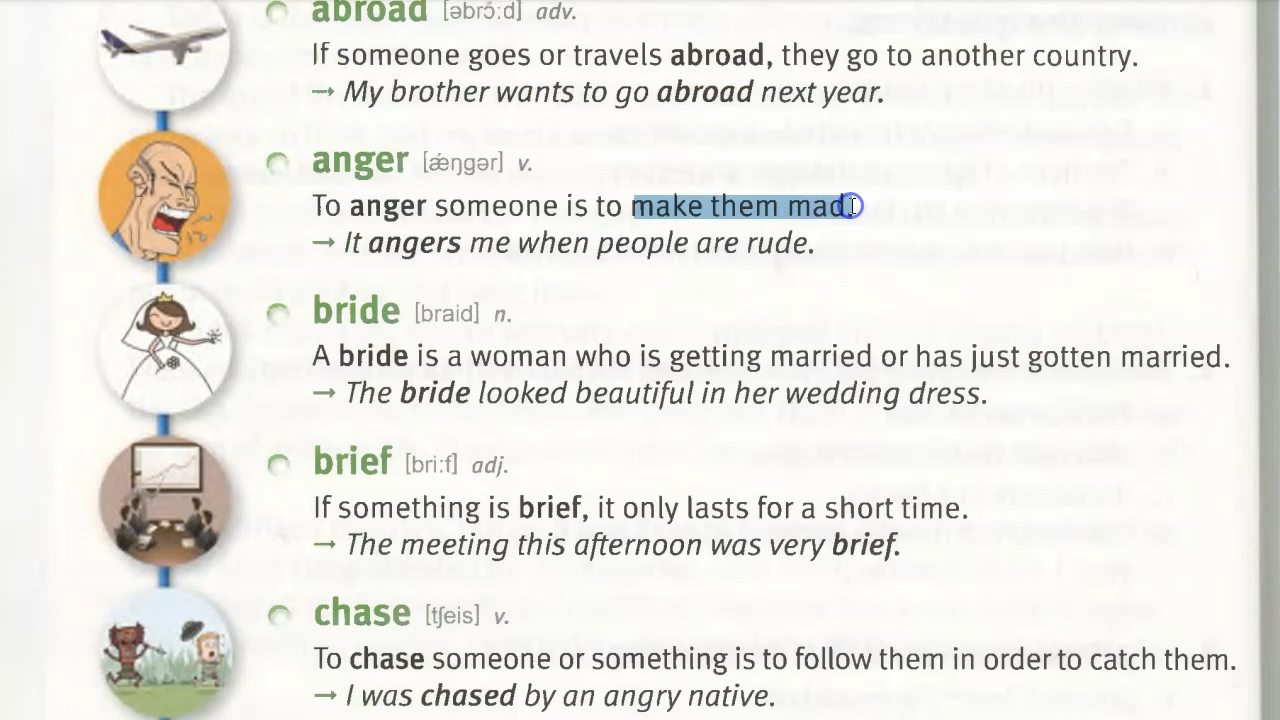 abroad [əbrɔ́:d] adv.
If someone goes or travels abroad, they go to another country.
→ My brother wants to go abroad next year.
anger [ǽŋgər] v.
To anger someone is to make them mad.
→ It angers me when people are rude.
bride [braid] n.
A bride is a woman who is getting married or has just gotten married.
→ The bride looked beautiful in her wedding dress.
brief [bri:f] adj.
If something is brief, it only lasts for a short time.
→ The meeting this afternoon was very brief.
chase [tʃeis] v.
To chase someone or something is to follow them in order to catch them.
→ I was chased by an angry native.